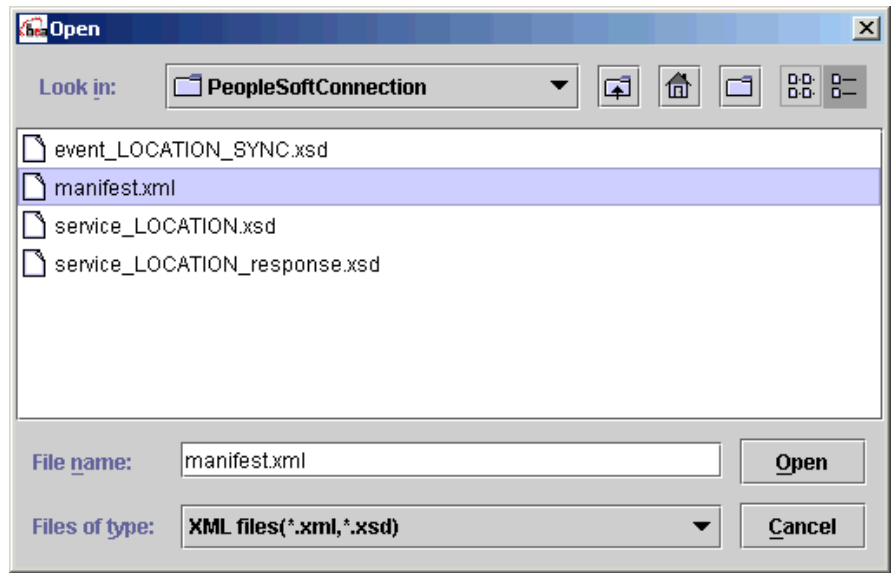 bea Open
Look in: PeopleSoftConnection
event_LOCATION_SYNC.xsd
manifest.xml
service_LOCATION.xsd
service_LOCATION_response.xsd
File name: manifest.xml Open
Files of type: XML files(*.xml,*.xsd) Cancel